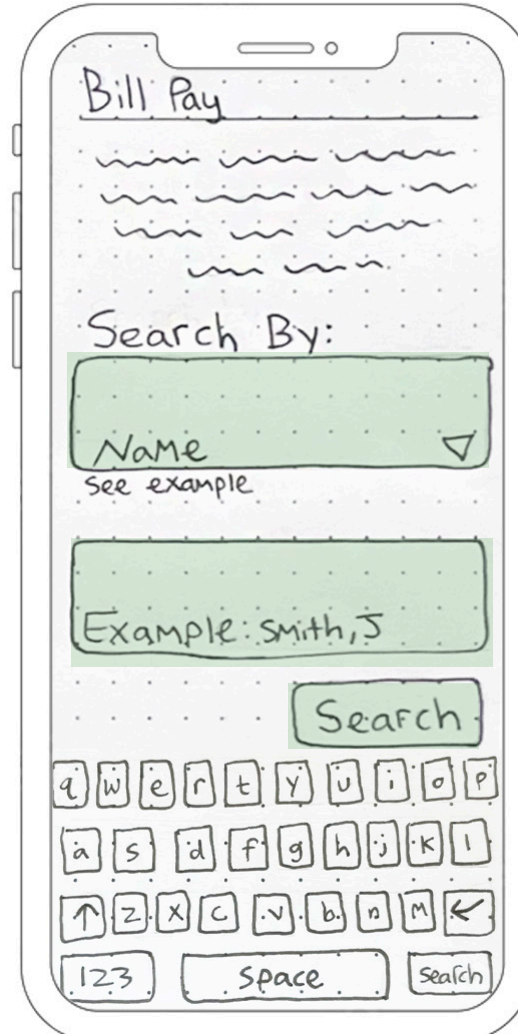 Bill Pay
Search By:
Name
see example
Example: Smith, J
Search
q w e r t y u i o p
a s d f g h j k l
↑ z x c v b n m ←
123 space search